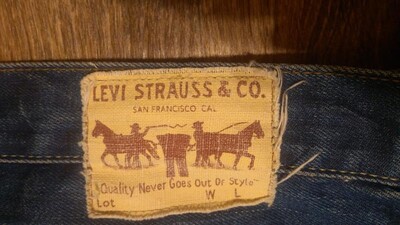 LEVI STRAUSS & CO.
SAN FRANCISCO CAL
"Quality Never Goes Out Of Style"
Lot W L